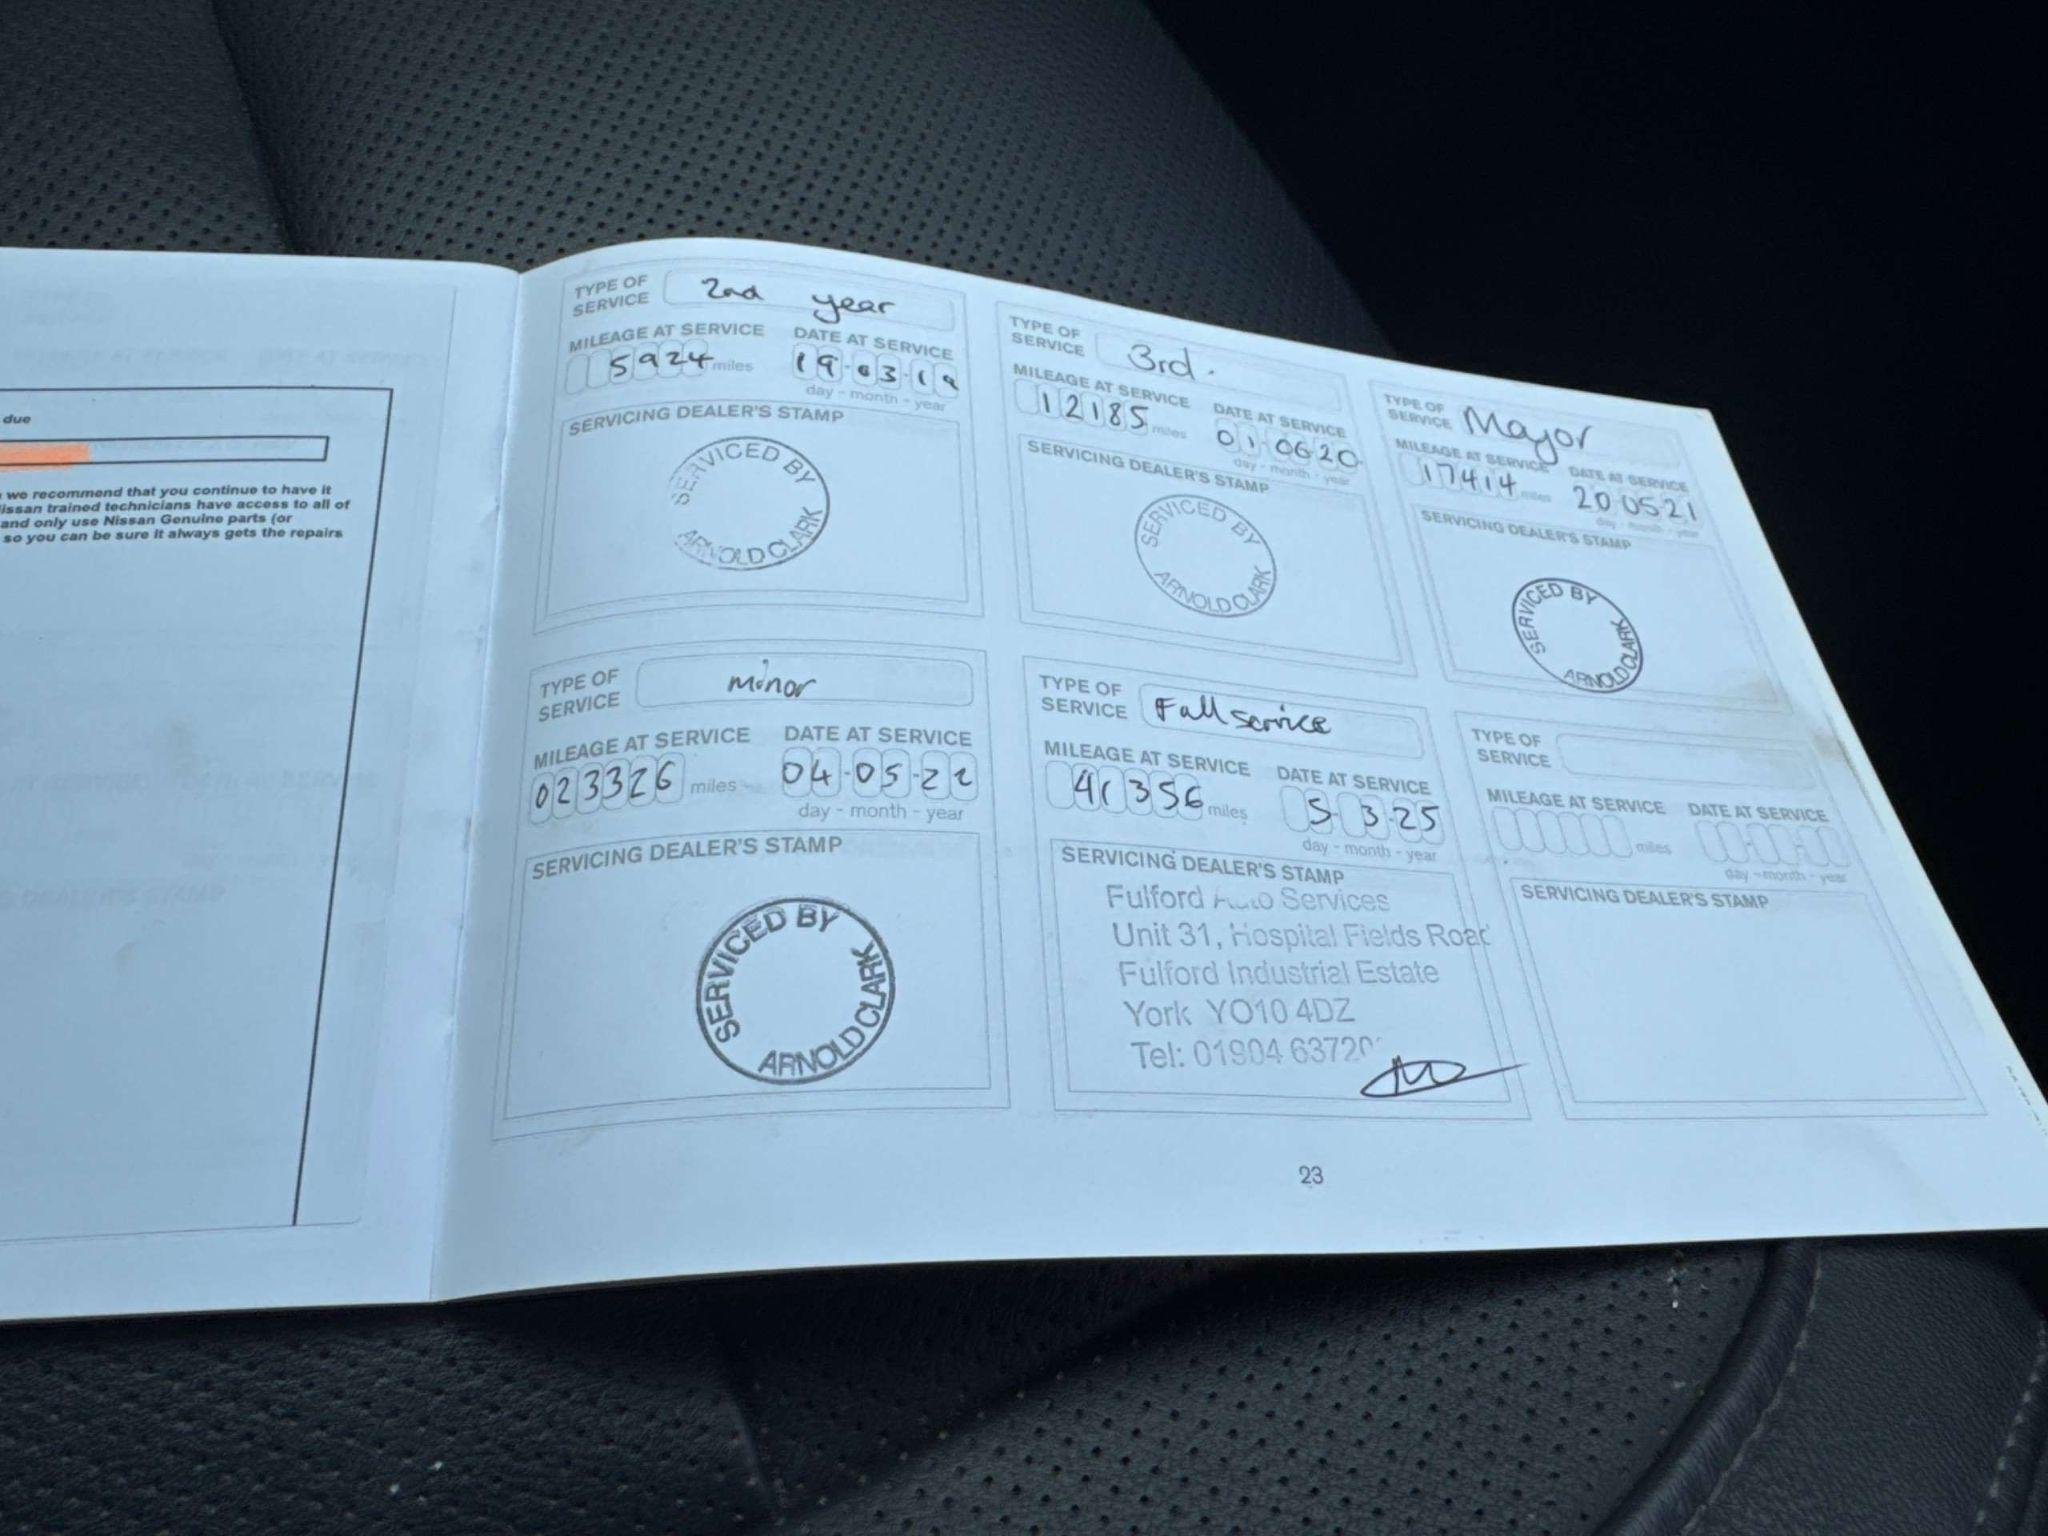 due
we recommend that you continue to have it
issan trained technicians have access to all of
and only use Nissan Genuine parts (or
so you can be sure it always gets the repairs
TYPE OF SERVICE 2nd year
MILEAGE AT SERVICE DATE AT SERVICE
5924 miles 19-03-19
day - month - year
SERVICING DEALER'S STAMP
SERVICED BY
ARNOLD CLARK
TYPE OF SERVICE 3rd.
MILEAGE AT SERVICE DATE AT SERVICE
12185 miles 01-06-20
day - month - year
SERVICING DEALER'S STAMP
SERVICED BY
ARNOLD CLARK
TYPE OF SERVICE Major
MILEAGE AT SERVICE DATE AT SERVICE
17414 miles 20-05-21
day - month - year
SERVICING DEALER'S STAMP
SERVICED BY
ARNOLD CLARK
TYPE OF SERVICE minor
MILEAGE AT SERVICE DATE AT SERVICE
023326 miles 04-05-22
day - month - year
SERVICING DEALER'S STAMP
SERVICED BY
ARNOLD CLARK
TYPE OF SERVICE Full service
MILEAGE AT SERVICE DATE AT SERVICE
41356 miles 5-3-25
day - month - year
SERVICING DEALER'S STAMP
Fulford Auto Services
Unit 31, Hospital Fields Road
Fulford Industrial Estate
York YO10 4DZ
Tel: 01904
TYPE OF SERVICE
MILEAGE AT SERVICE DATE AT SERVICE
miles
day - month - year
SERVICING DEALER'S STAMP
23